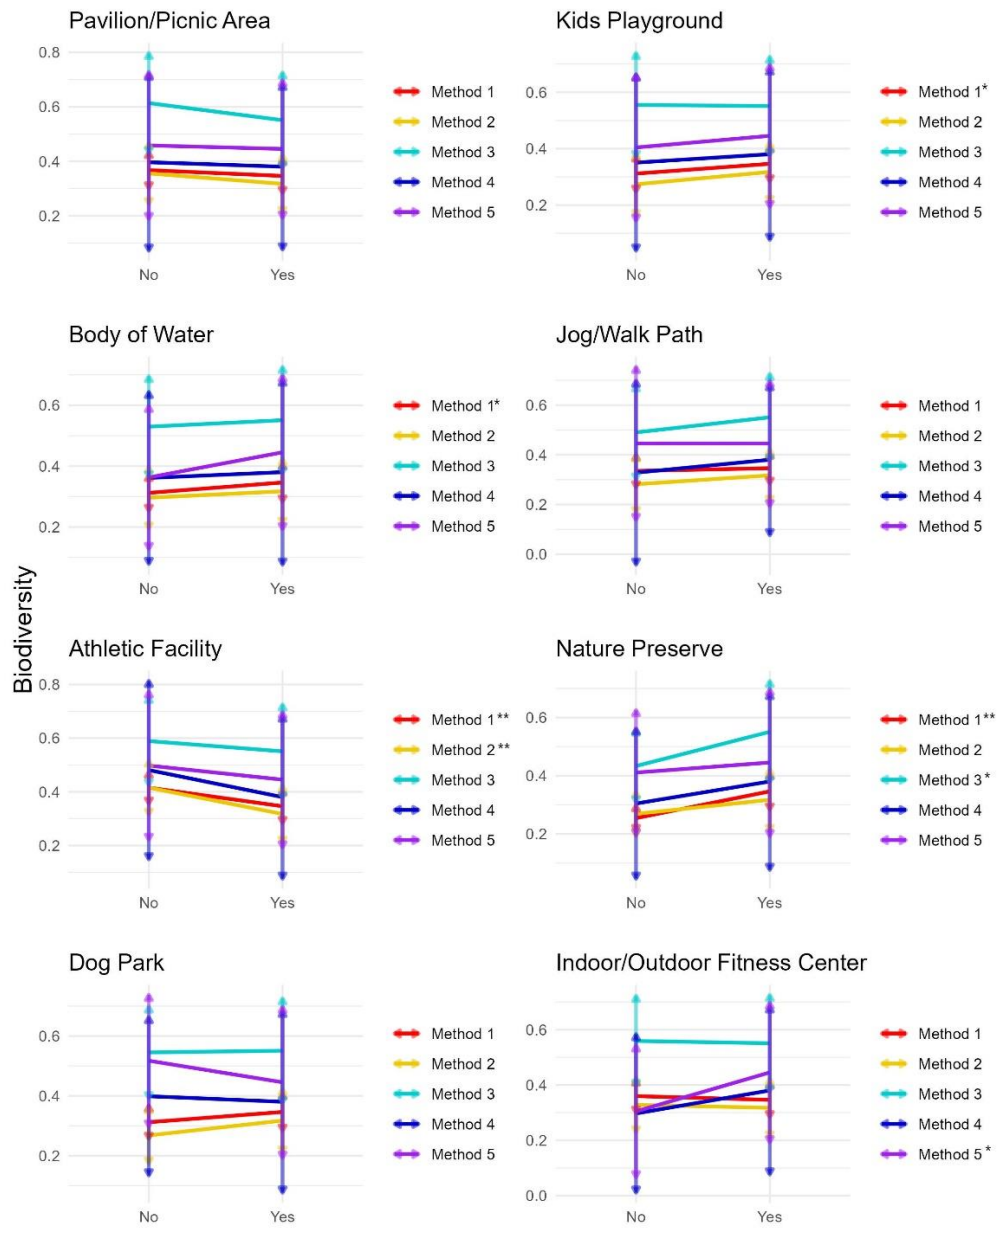 Pavilion/Picnic Area
0.8
0.6
0.4
0.2
No
Yes
Method 1
Method 2
Method 3
Method 4
Method 5
Kids Playground
0.6
0.4
0.2
No
Yes
Method 1*
Method 2
Method 3
Method 4
Method 5
Body of Water
0.6
0.4
0.2
No
Yes
Method 1*
Method 2
Method 3
Method 4
Method 5
Jog/Walk Path
0.6
0.4
0.2
0.0
No
Yes
Method 1
Method 2
Method 3
Method 4
Method 5
Biodiversity
Athletic Facility
0.8
0.6
0.4
0.2
No
Yes
Method 1**
Method 2**
Method 3
Method 4
Method 5
Nature Preserve
0.6
0.4
0.2
No
Yes
Method 1**
Method 2
Method 3*
Method 4
Method 5
Dog Park
0.6
0.4
0.2
No
Yes
Method 1
Method 2
Method 3
Method 4
Method 5
Indoor/Outdoor Fitness Center
0.6
0.4
0.2
0.0
No
Yes
Method 1
Method 2
Method 3
Method 4
Method 5*